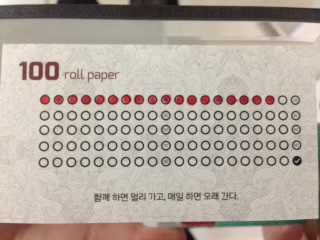 100 roll paper
함께 하면 멀리 가고, 매일 하면 오래 간다.